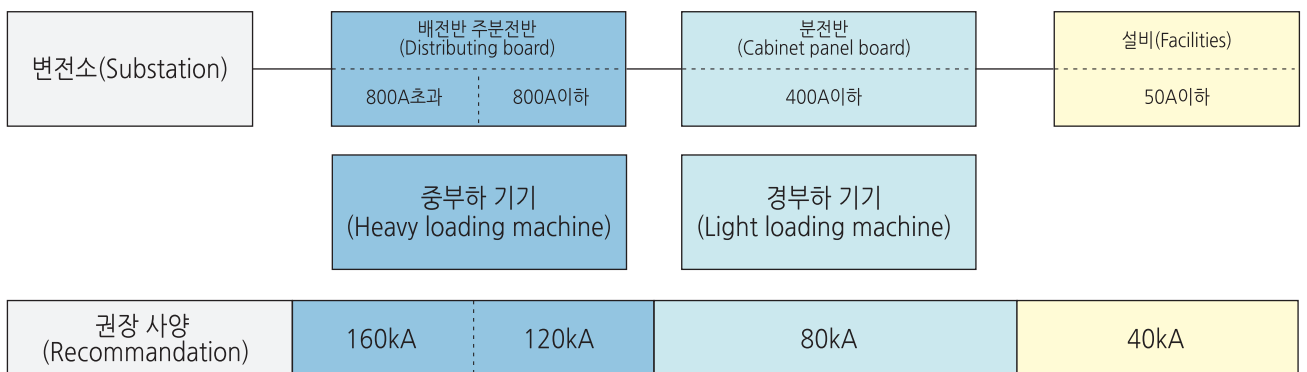 변전소(Substation)
배전반 주분전반
(Distributing board)
800A초과
800A이하
분전반
(Cabinet panel board)
400A이하
설비(Facilities)
50A이하
중부하 기기
(Heavy loading machine)
경부하 기기
(Light loading machine)
권장 사양
(Recommandation)
160kA
120kA
80kA
40kA